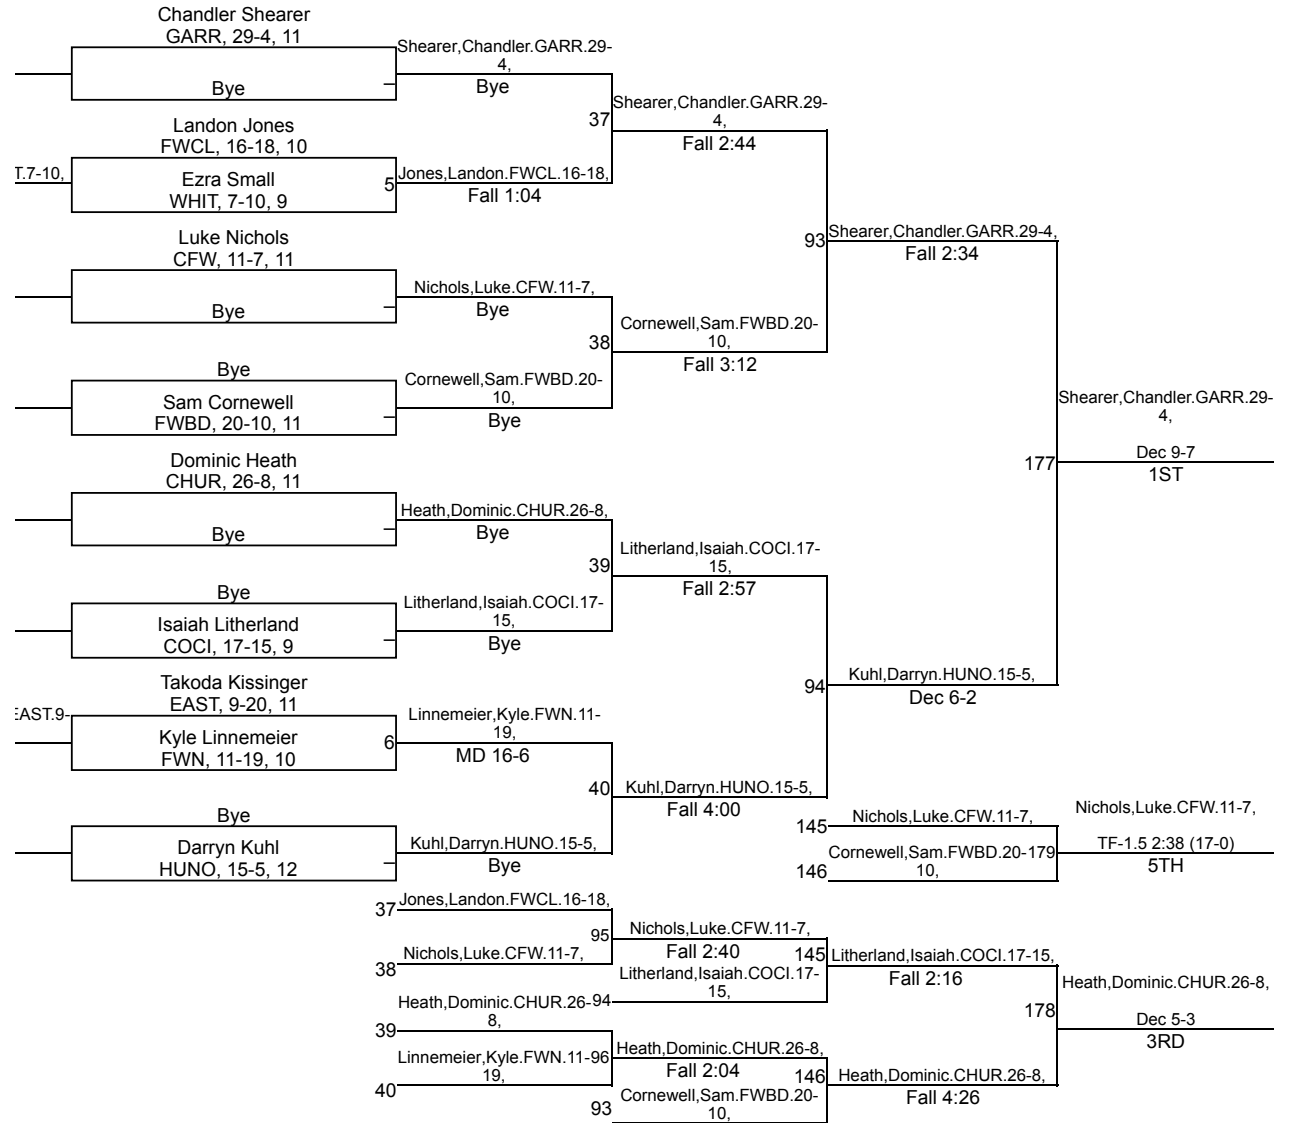 Chandler Shearer
GARR, 29-4, 11
Bye
Shearer,Chandler.GARR.29-
4,
Bye
Landon Jones
FWCL, 16-18, 10
T.7-10,
Ezra Small
WHIT, 7-10, 9
5
Jones,Landon.FWCL.16-18,
Fall 1:04
37
Shearer,Chandler.GARR.29-
4,
Fall 2:44
Luke Nichols
CFW, 11-7, 11
Bye
Nichols,Luke.CFW.11-7,
Bye
Bye
Sam Cornewell
FWBD, 20-10, 11
Cornewell,Sam.FWBD.20-
10,
Bye
38
Cornewell,Sam.FWBD.20-
10,
Fall 3:12
93
Shearer,Chandler.GARR.29-4,
Fall 2:34
Dominic Heath
CHUR, 26-8, 11
Bye
Heath,Dominic.CHUR.26-8,
Bye
Bye
Isaiah Litherland
COCI, 17-15, 9
Litherland,Isaiah.COCI.17-
15,
Bye
39
Litherland,Isaiah.COCI.17-
15,
Fall 2:57
Takoda Kissinger
EAST, 9-20, 11
EAST.9-
Kyle Linnemeier
FWN, 11-19, 10
6
Linnemeier,Kyle.FWN.11-
19,
MD 16-6
Bye
Darryn Kuhl
HUNO, 15-5, 12
Kuhl,Darryn.HUNO.15-5,
Bye
40
Kuhl,Darryn.HUNO.15-5,
Fall 4:00
94
Kuhl,Darryn.HUNO.15-5,
Dec 6-2
177
Shearer,Chandler.GARR.29-
4,
Dec 9-7
1ST
145
Nichols,Luke.CFW.11-7,
146
Cornewell,Sam.FWBD.20-
10,
179
Nichols,Luke.CFW.11-7,
TF-1.5 2:38 (17-0)
5TH
37
Jones,Landon.FWCL.16-18,
38
Nichols,Luke.CFW.11-7,
95
Nichols,Luke.CFW.11-7,
Fall 2:40
94
Litherland,Isaiah.COCI.17-
15,
145
Litherland,Isaiah.COCI.17-15,
Fall 2:16
39
Heath,Dominic.CHUR.26-
8,
40
Linnemeier,Kyle.FWN.11-
19,
96
Heath,Dominic.CHUR.26-8,
Fall 2:04
93
Cornewell,Sam.FWBD.20-
10,
146
Heath,Dominic.CHUR.26-8,
Fall 4:26
178
Heath,Dominic.CHUR.26-8,
Dec 5-3
3RD